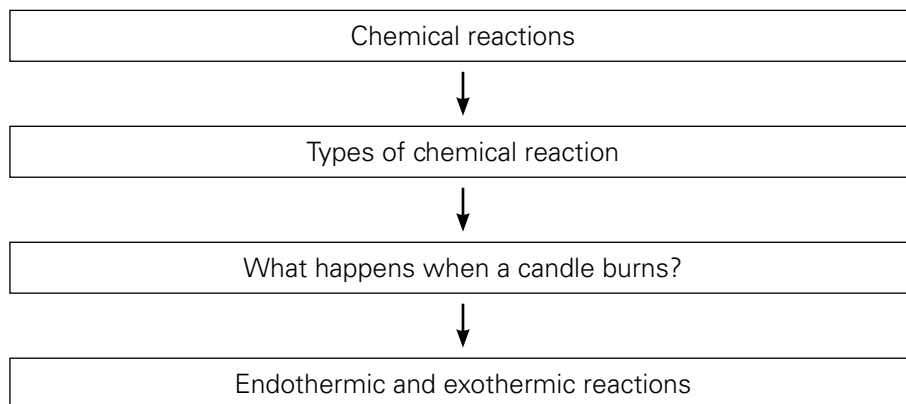 Chemical reactions
Types of chemical reaction
What happens when a candle burns?
Endothermic and exothermic reactions